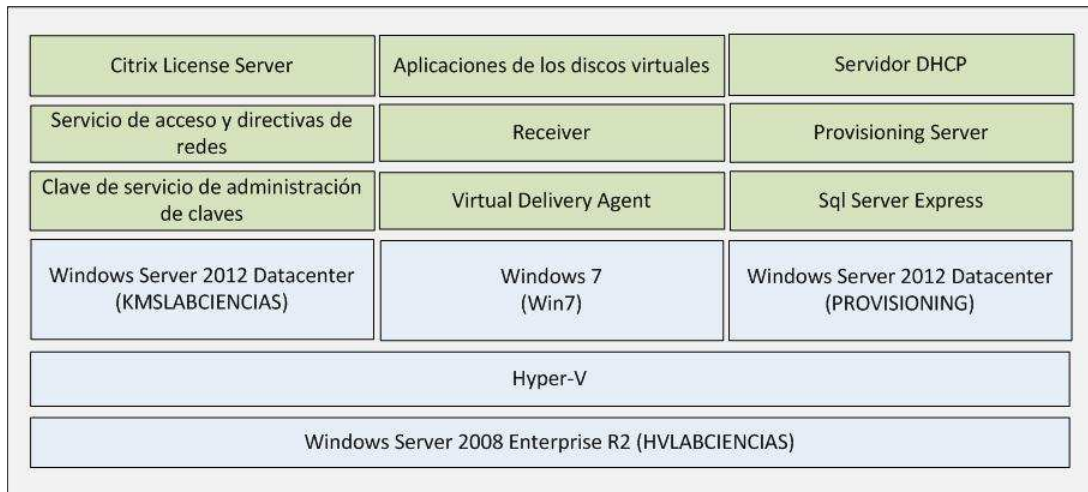 Citrix License Server
Aplicaciones de los discos virtuales
Servidor DHCP
Servicio de acceso y directivas de
redes
Receiver
Provisioning Server
Clave de servicio de administración
de claves
Virtual Delivery Agent
Sql Server Express
Windows Server 2012 Datacenter
(KMSLABCIENCIAS)
Windows 7
(Win7)
Windows Server 2012 Datacenter
(PROVISIONING)
Hyper-V
Windows Server 2008 Enterprise R2 (HVLABCIENCIAS)